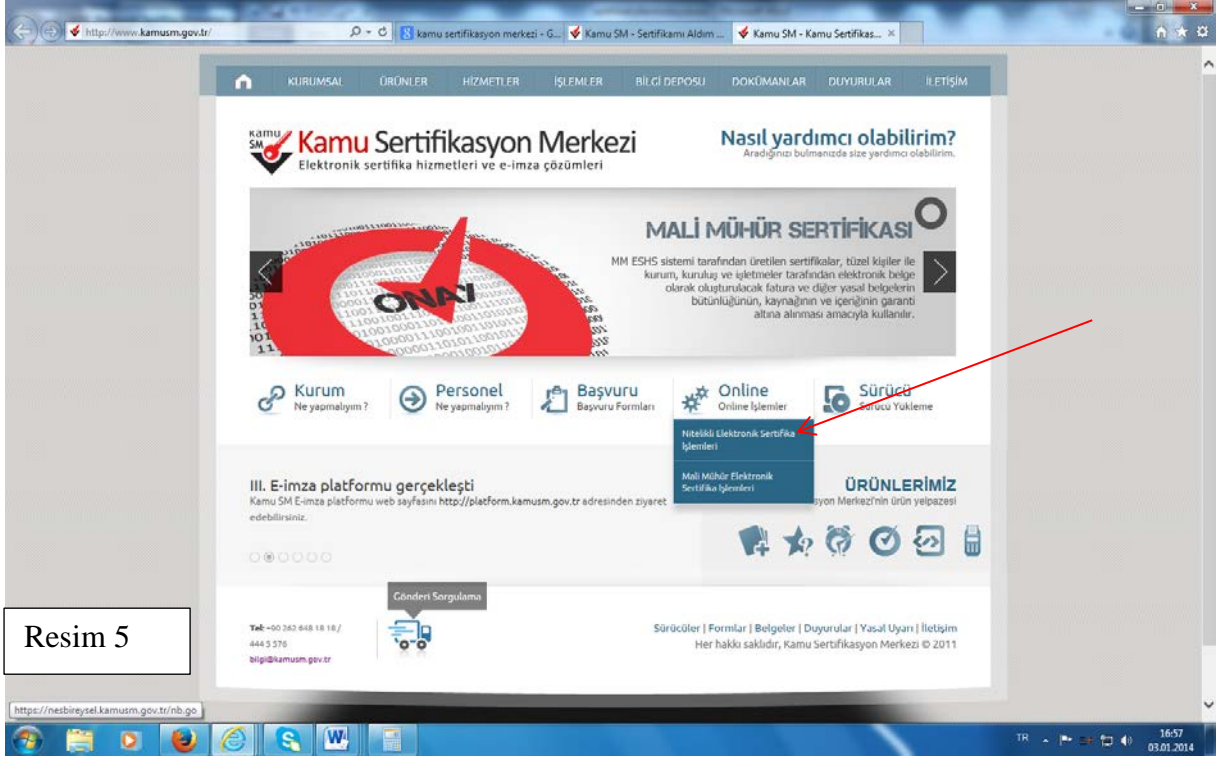 http://www.kamusm.gov.tr/
kamu sertifikasyon merkezi - G...
Kamu SM - Sertifikamı Aldım ...
Kamu SM - Kamu Sertifikas...
KURUMSAL ÜRÜNLER HİZMETLER İŞLEMLER BİLGİ DEPOSU DOKÜMANLAR DUYURULAR İLETİŞİM
Kamu SM
Kamu Sertifikasyon Merkezi
Elektronik sertifika hizmetleri ve e-imza çözümleri
Nasıl yardımcı olabilirim?
Aradığınızı bulmanızda size yardımcı olabilirim.
ONAY
MALİ MÜHÜR SERTİFİKASI
MM ESHS sistemi tarafından üretilen sertifikalar, tüzel kişiler ile
kurum, kuruluş ve işletmeler tarafından elektronik belge
olarak oluşturulacak fatura ve diğer yasal belgelerin
bütünlüğünün, kaynağının ve içeriğinin garanti
altına alınması amacıyla kullanılır.
Kurum
Ne yapmalıyım ?
Personel
Ne yapmalıyım ?
Başvuru
Başvuru Formları
Online
Online İşlemler
Sürücü
Sürücü Yükleme
Nitelikli Elektronik Sertifika
İşlemleri
Mali Mühür Elektronik
Sertifika İşlemleri
III. E-imza platformu gerçekleşti
Kamu SM E-imza platformu web sayfasını http://platform.kamusm.gov.tr adresinden ziyaret
edebilirsiniz.
ÜRÜNLERİMİZ
syon Merkezi'nin ürün yelpazesi
Gönderi Sorgulama
Resim 5
Tel: +90 262 648 18 18 /
444 5 576
bilgi@kamusm.gov.tr
Sürücüler | Formlar | Belgeler | Duyurular | Yasal Uyarı | İletişim
Her hakkı saklıdır, Kamu Sertifikasyon Merkezi © 2011
https://nesbireysel.kamusm.gov.tr/nb.go
TR
16:57
03.01.2014